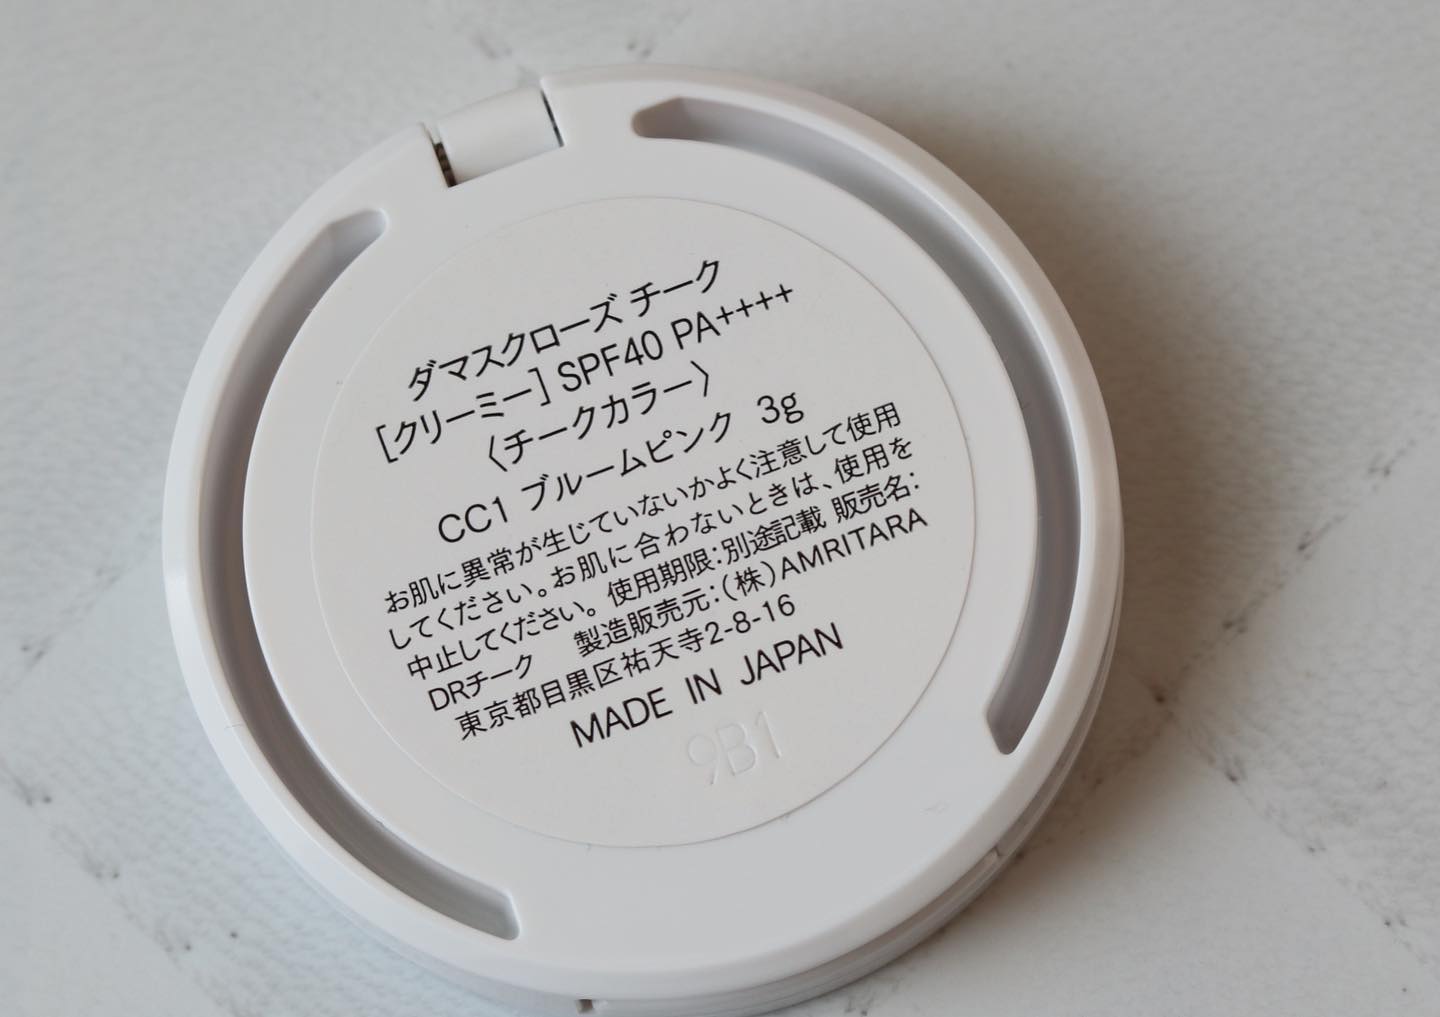 ダマスクローズ チーク
[クリーミー] SPF40 PA++++
〈チークカラー〉
CC1 ブルームピンク 3g
お肌に異常が生じていないかよく注意して使用
してください。お肌に合わないときは、使用を
中止してください。使用期限：別途記載 販売名：
DRチーク 製造販売元：(株)AMRITARA
東京都目黒区祐天寺2-8-16
MADE IN JAPAN
9B1